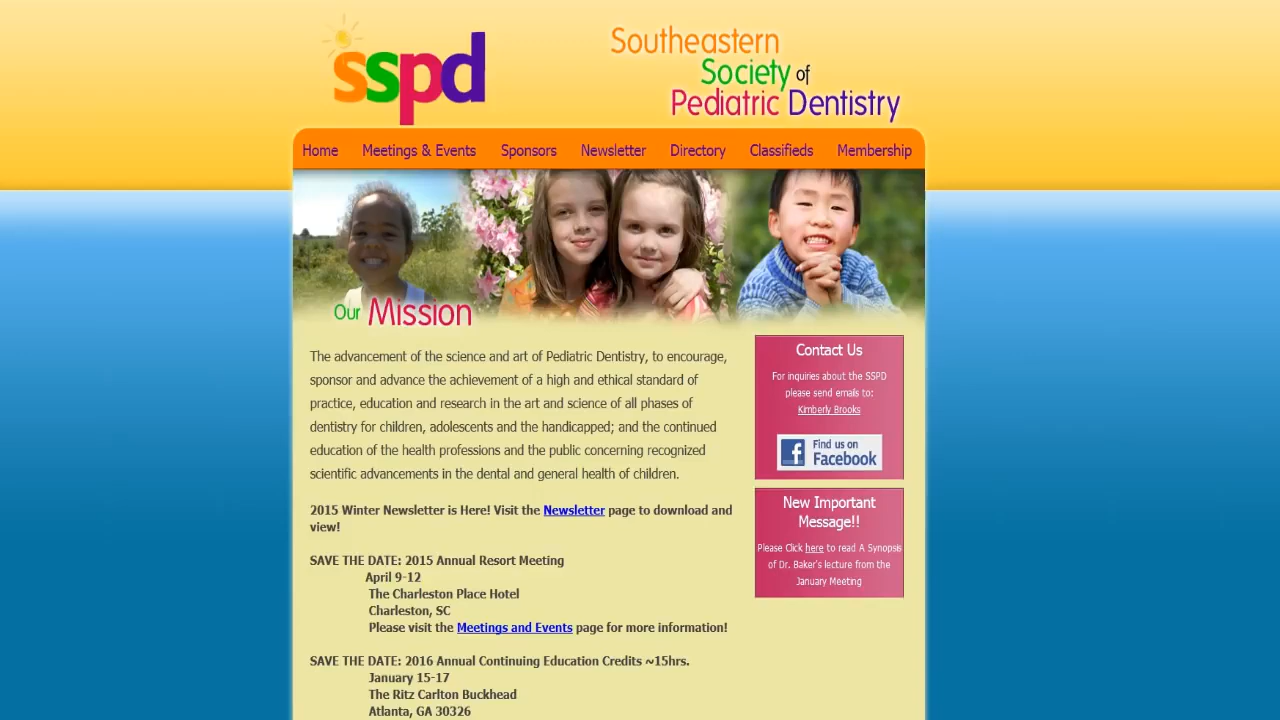 sspd
Southeastern
Society of
Pediatric Dentistry
Home Meetings & Events Sponsors Newsletter Directory Classifieds Membership
Our Mission
The advancement of the science and art of Pediatric Dentistry, to encourage,
sponsor and advance the achievement of a high and ethical standard of
practice, education and research in the art and science of all phases of
dentistry for children, adolescents and the handicapped; and the continued
education of the health professions and the public concerning recognized
scientific advancements in the dental and general health of children.
2015 Winter Newsletter is Here! Visit the Newsletter page to download and
view!
SAVE THE DATE: 2015 Annual Resort Meeting
April 9-12
The Charleston Place Hotel
Charleston, SC
Please visit the Meetings and Events page for more information!
SAVE THE DATE: 2016 Annual Continuing Education Credits ~15hrs.
January 15-17
The Ritz Carlton Buckhead
Atlanta, GA 30326
Contact Us
For inquiries about the SSPD
please send emails to:
Kimberly Brooks
Find us on
Facebook
New Important
Message!!
Please Click here to read A Synopsis
of Dr. Baker's lecture from the
January Meeting